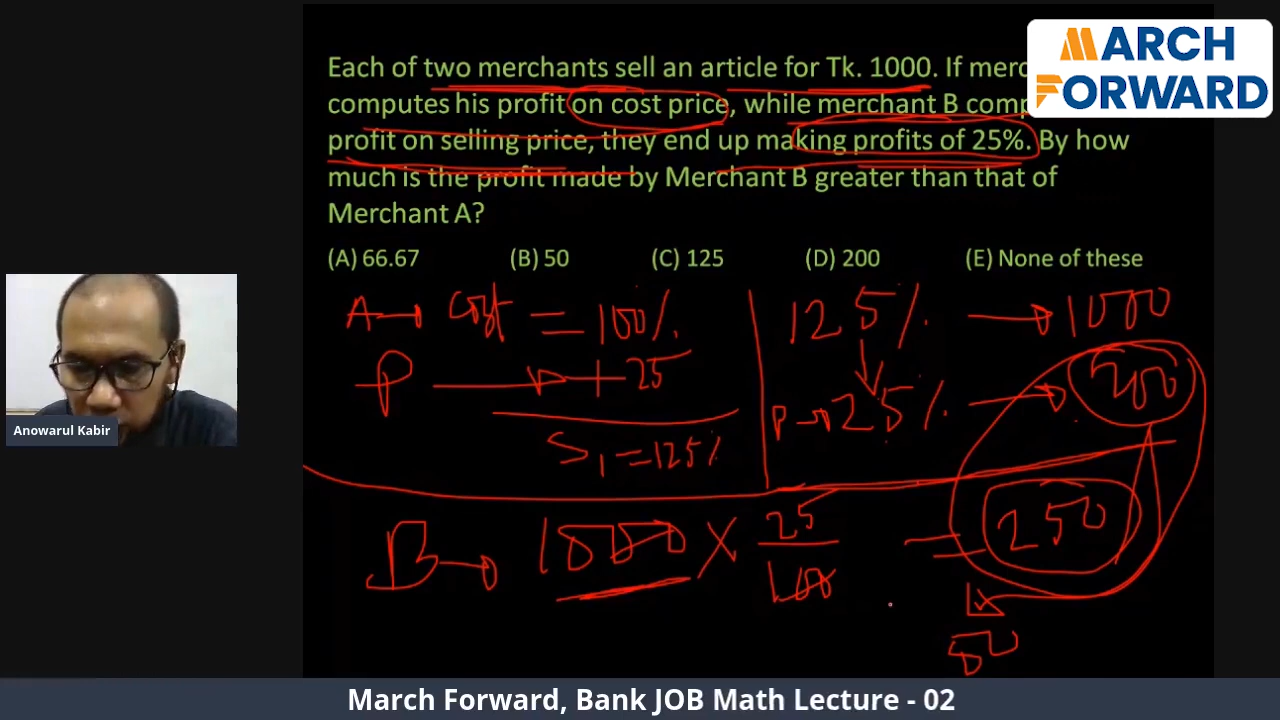 MARCH
FORWARD
Each of two merchants sell an article for Tk. 1000. If merc
computes his profit on cost price, while merchant B comp
profit on selling price, they end up making profits of 25%. By how
much is the profit made by Merchant B greater than that of
Merchant A?
(A) 66.67 (B) 50 (C) 125 (D) 200 (E) None of these
A→ cost = 100%
P → +25
S1 = 125%
125% → 1000
P→25% → 200
B→ 1000 × 25/100 = 250
50
Anowarul Kabir
March Forward, Bank JOB Math Lecture - 02